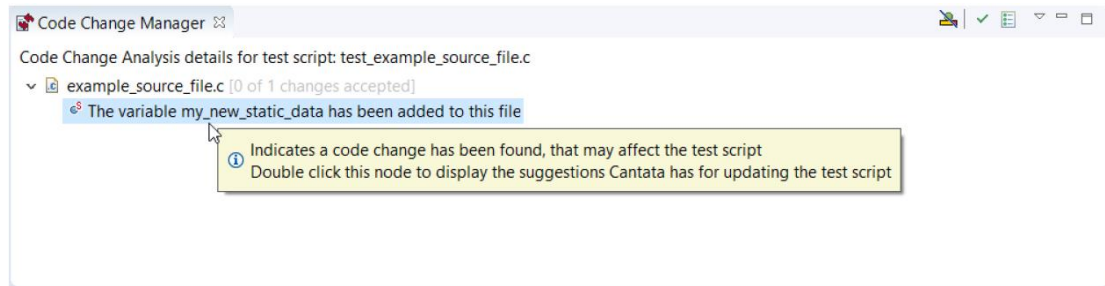 Code Change Manager
Code Change Analysis details for test script: test_example_source_file.c
example_source_file.c [0 of 1 changes accepted]
The variable my_new_static_data has been added to this file
Indicates a code change has been found, that may affect the test script
Double click this node to display the suggestions Cantata has for updating the test script